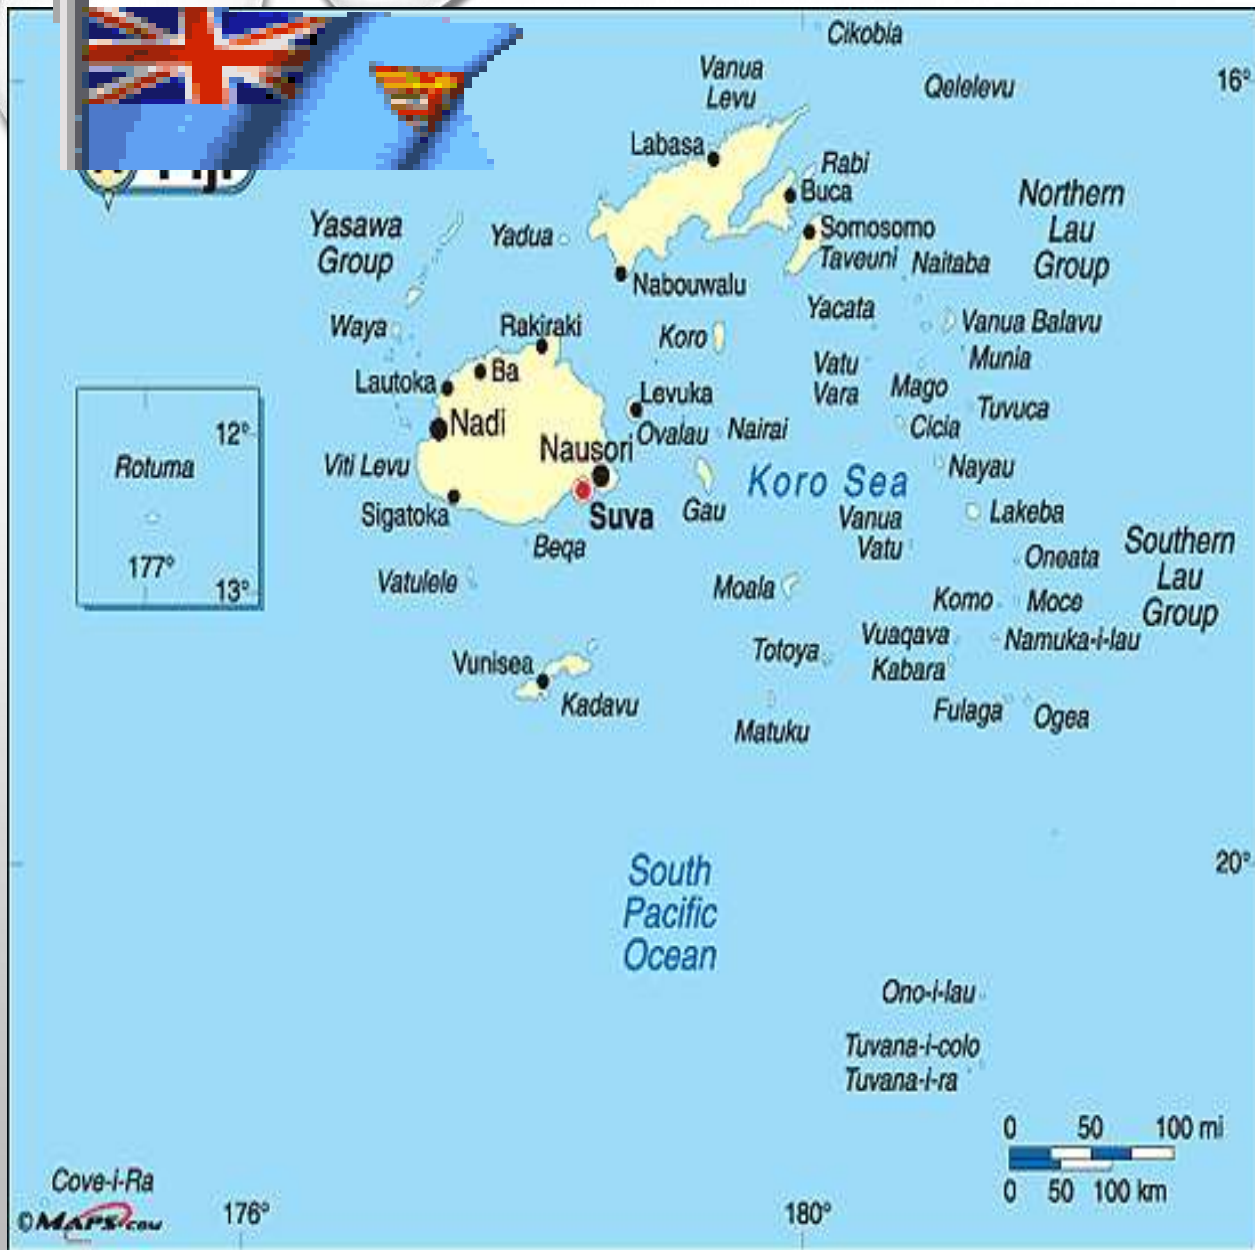 Cikobia
Vanua
Levu
Qelelevu
16°
Labasa
Rabi
Buca
Fiji
Northern
Lau
Group
Yasawa
Group
Yadua
Somosomo
Taveuni
Naitaba
Nabouwalu
Yacata
Waya
Rakiraki
Koro
Vanua Balavu
Munia
Ba
Vatu
Vara
Lautoka
Levuka
Mago
Tuvuca
Nadi
Ovalau
Nairai
Cicia
12°
Nausori
Rotuma
Viti Levu
Koro Sea
Nayau
Sigatoka
Suva
Gau
Vanua
Vatu
Lakeba
Beqa
Southern
Lau
Group
Oneata
177°
13°
Vatulele
Moala
Komo
Moce
Vuaqava
Namuka-i-lau
Totoya
Kabara
Vunisea
Kadavu
Fulaga
Ogea
Matuku
South
Pacific
Ocean
20°
Ono-i-lau
Tuvana-i-colo
Tuvana-i-ra
0 50 100 mi
0 50 100 km
Cove-i-Ra
©MAPS.COM
176°
180°